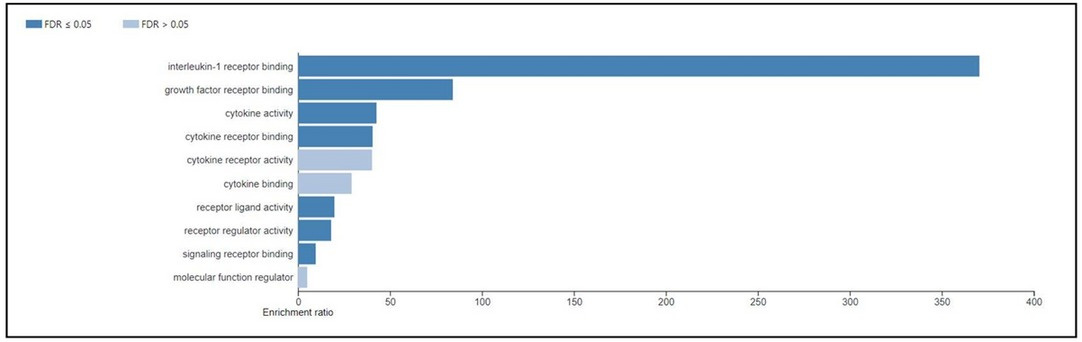 FDR ≤ 0.05 FDR > 0.05
interleukin-1 receptor binding
growth factor receptor binding
cytokine activity
cytokine receptor binding
cytokine receptor activity
cytokine binding
receptor ligand activity
receptor regulator activity
signaling receptor binding
molecular function regulator
0 50 100 150 200 250 300 350 400
Enrichment ratio